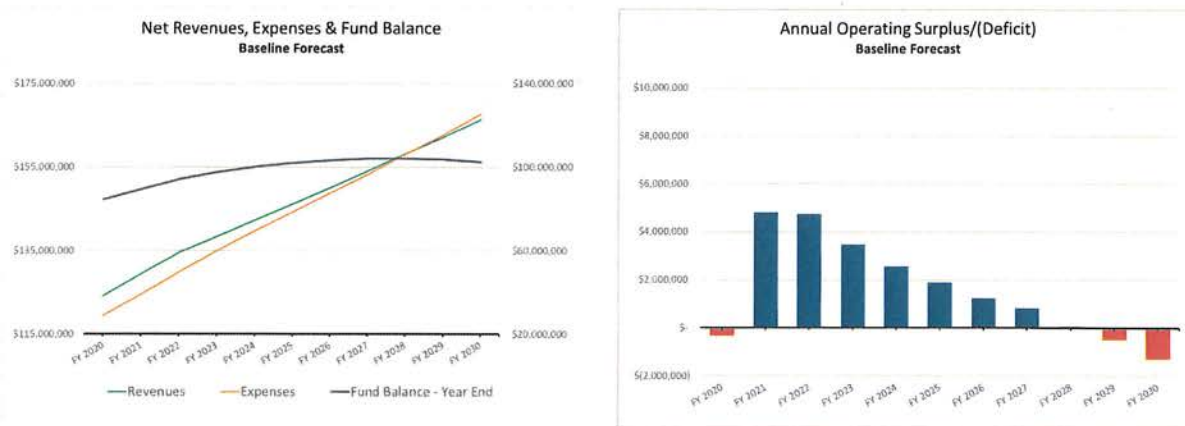 Net Revenues, Expenses & Fund Balance
Baseline Forecast
$175,000,000
$155,000,000
$135,000,000
$115,000,000
$140,000,000
$100,000,000
$60,000,000
$20,000,000
FY 2020 FY 2021 FY 2022 FY 2023 FY 2024 FY 2025 FY 2026 FY 2027 FY 2028 FY 2029 FY 2030
Revenues Expenses Fund Balance - Year End
Annual Operating Surplus/(Deficit)
Baseline Forecast
$10,000,000
$8,000,000
$6,000,000
$4,000,000
$2,000,000
$-
$(2,000,000)
FY 2020 FY 2021 FY 2022 FY 2023 FY 2024 FY 2025 FY 2026 FY 2027 FY 2028 FY 2029 FY 2030